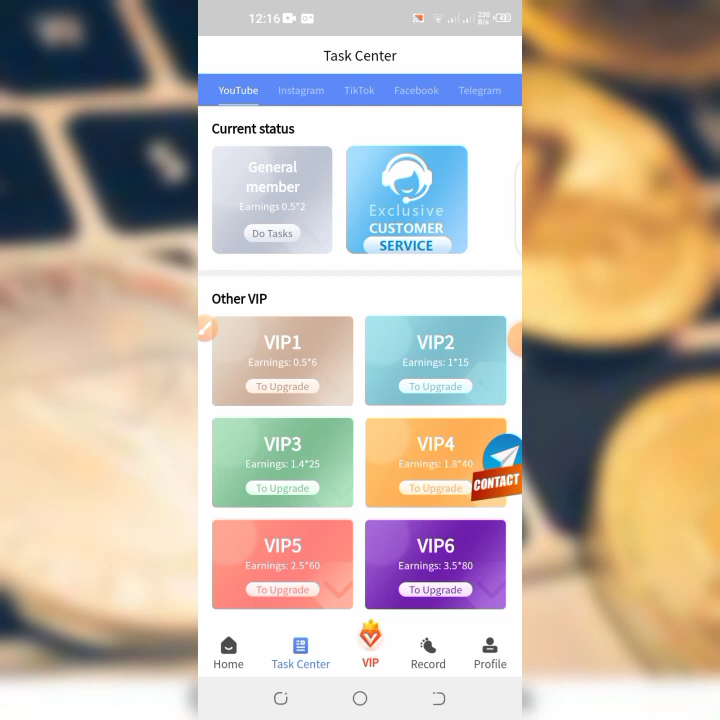 12:16
230
B/s
43
Task Center
YouTube Instagram TikTok Facebook Telegram
Current status
General
member
Earnings 0.5*2
Do Tasks
Exclusive
CUSTOMER
SERVICE
Other VIP
VIP1
Earnings: 0.5*6
To Upgrade
VIP2
Earnings: 1*15
To Upgrade
VIP3
Earnings: 1.4*25
To Upgrade
VIP4
Earnings: 1.8*40
To Upgrade
CONTACT
VIP5
Earnings: 2.5*60
To Upgrade
VIP6
Earnings: 3.5*80
To Upgrade
Home Task Center VIP Record Profile